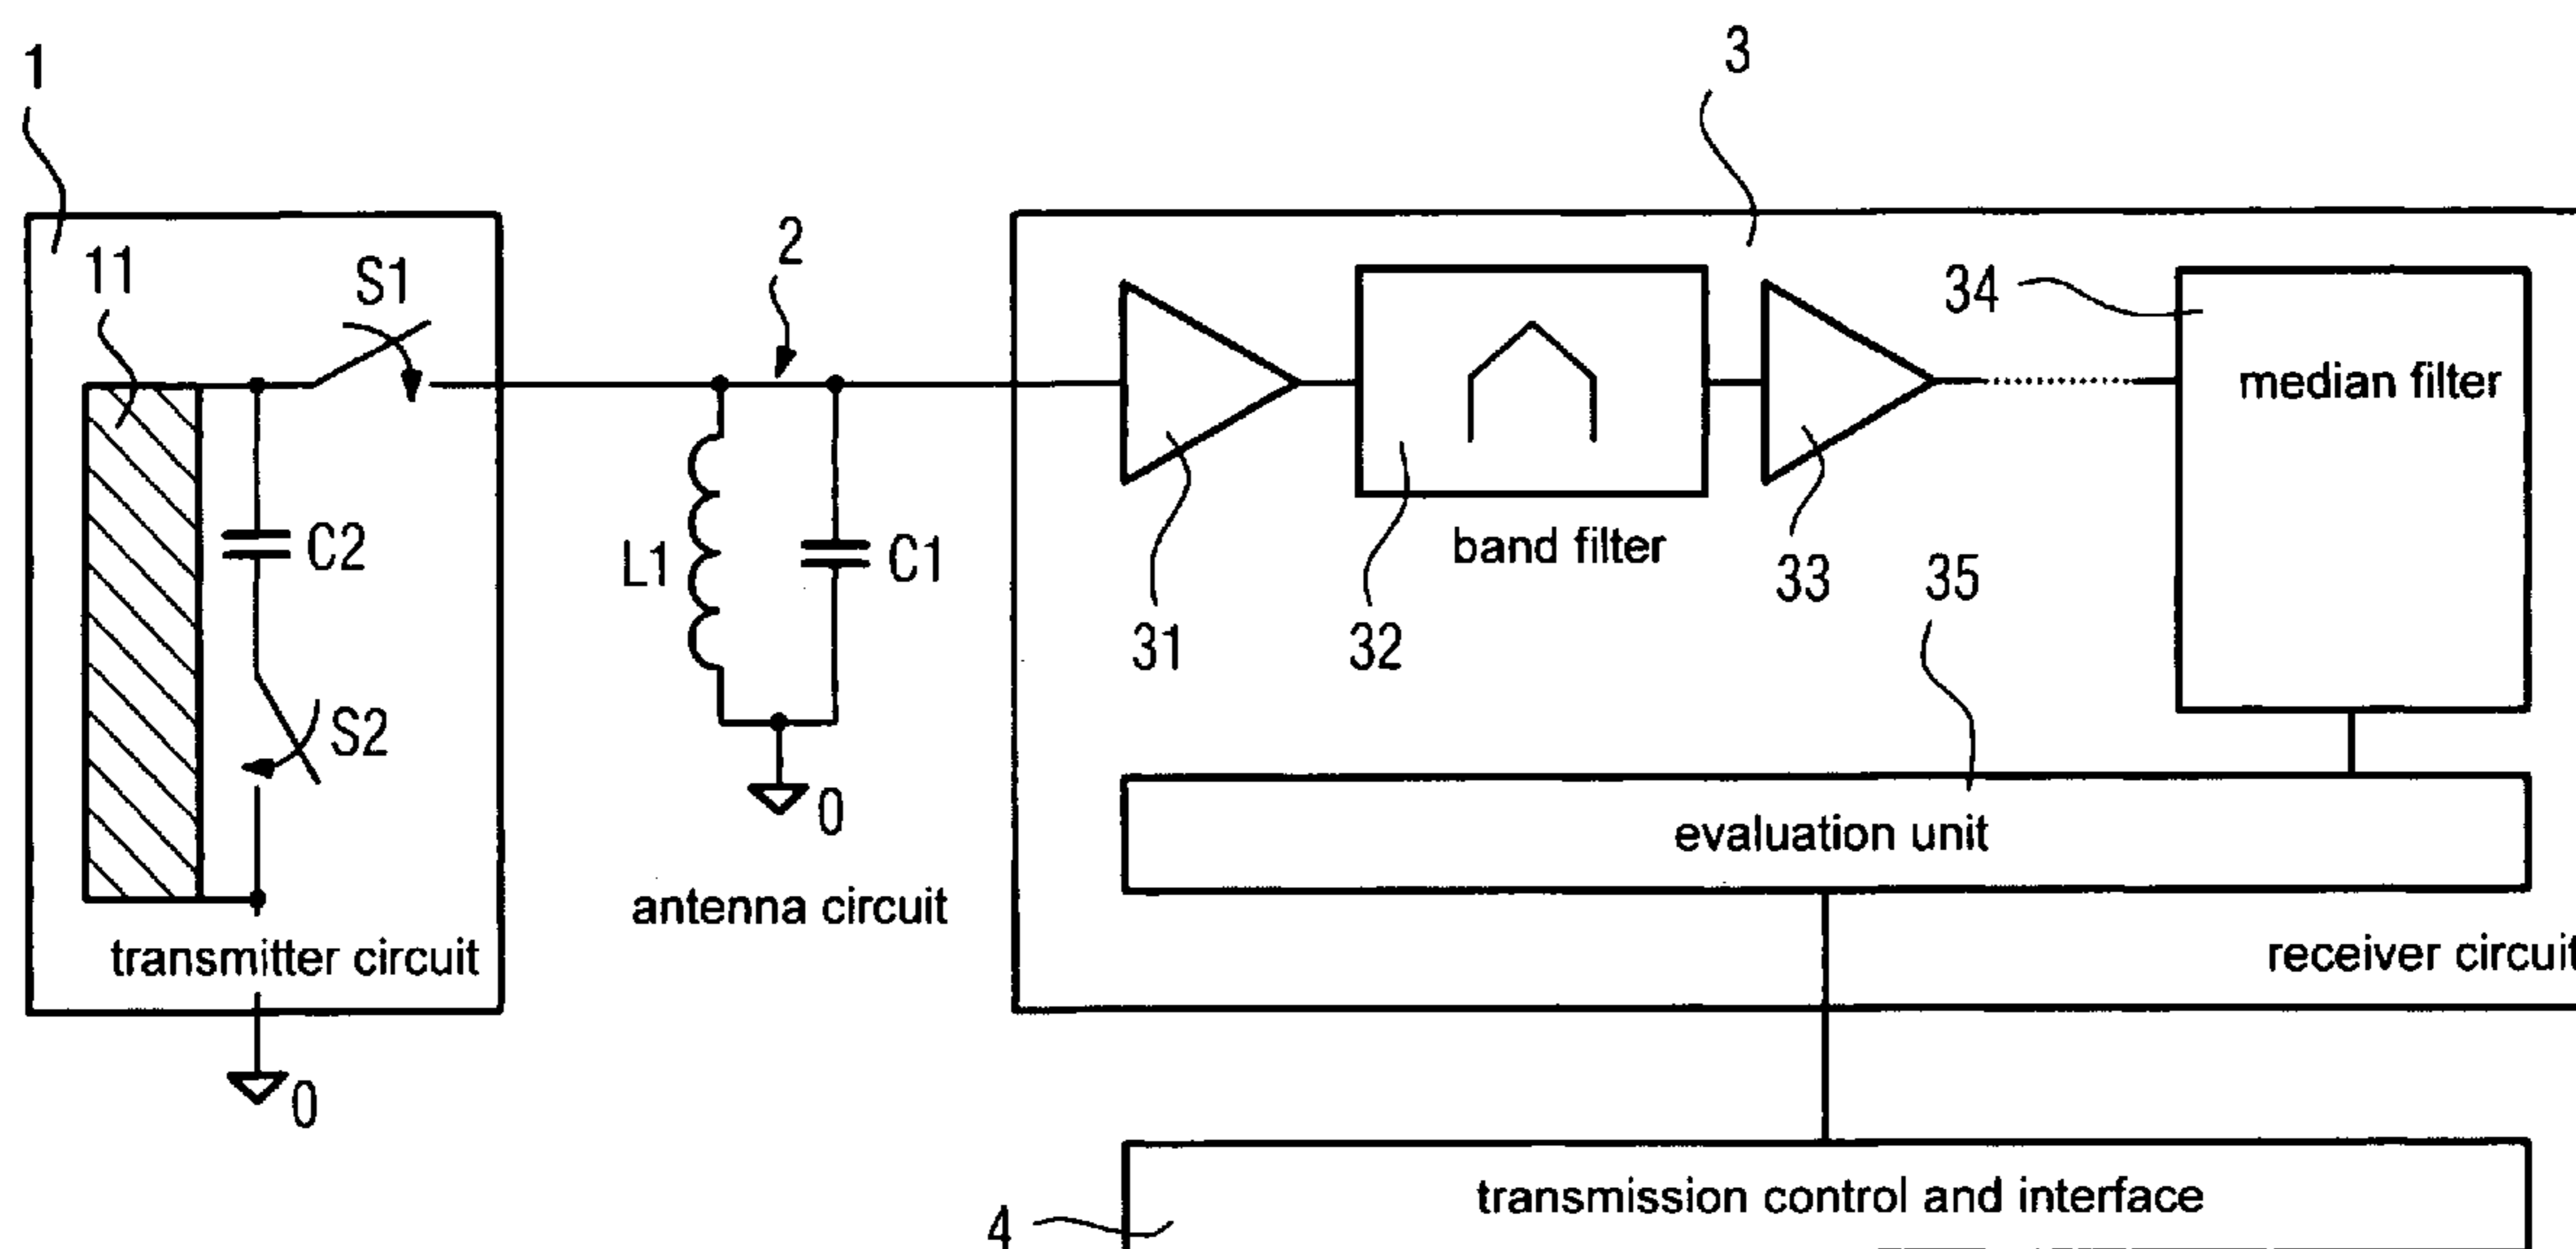 1
3
2
11
S1
34
median filter
C2
L1
C1
band filter
33
35
31
32
S2
0
evaluation unit
antenna circuit
transmitter circuit
receiver circuit
0
transmission control and interface
4